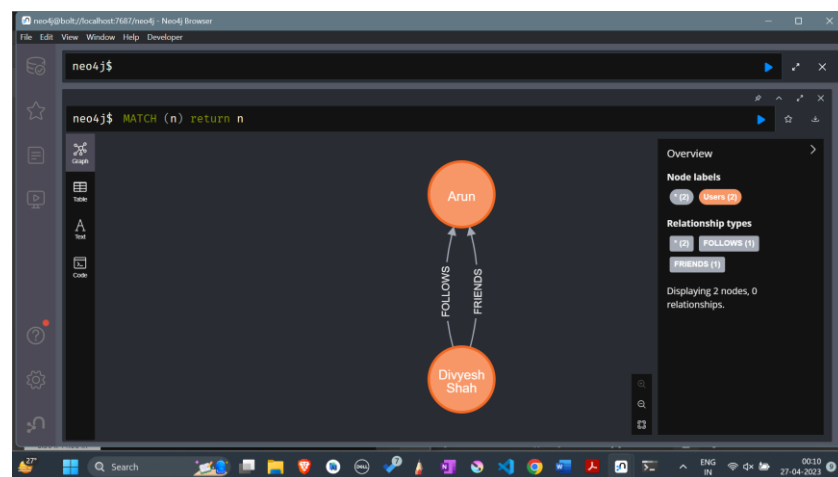 neo4j@bolt://localhost:7687/neo4j - Neo4j Browser
File Edit View Window Help Developer
neo4j$
neo4j$ MATCH (n) return n
Graph
Table
Text
Code
Arun
FOLLOWS
FRIENDS
Divyesh
Shah
Overview
Node labels
* (2) Users (2)
Relationship types
* (2) FOLLOWS (1)
FRIENDS (1)
Displaying 2 nodes, 0
relationships.
27°
Search
ENG
IN
00:10
27-04-2023